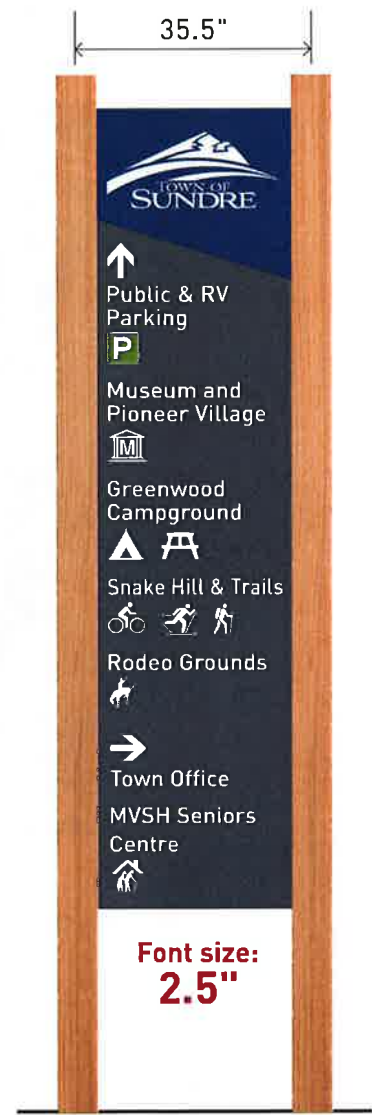 35.5"
TOWN OF
SUNDRE
Public & RV
Parking
P
Museum and
Pioneer Village
M
Greenwood
Campground
Snake Hill & Trails
Rodeo Grounds
Town Office
MVSH Seniors
Centre
Font size:
2.5"